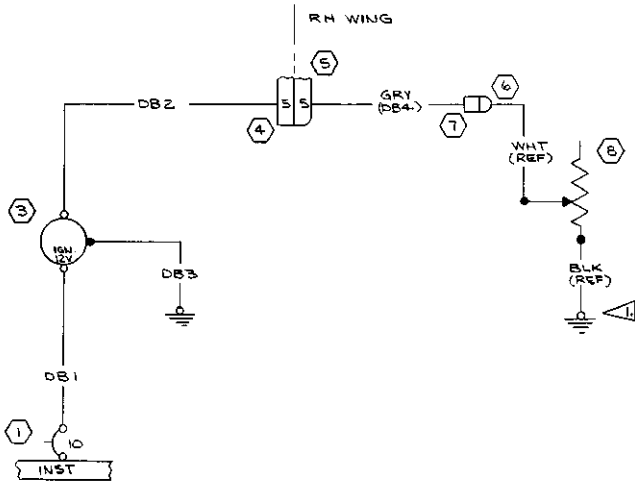 RH WING
5
DB2
5 5
GRY
(DB4)
6
4
7
WHT
(REF)
8
3
IGN.
12V
DB3
BLK
(REF)
1.
DB1
1
10
INST